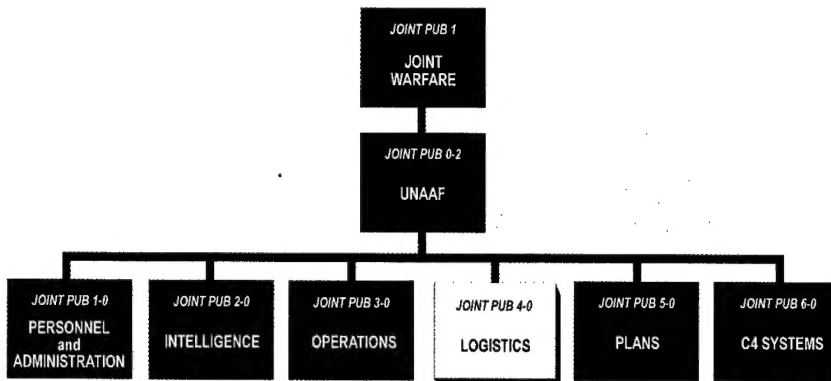 JOINT PUB 1
JOINT
WARFARE
JOINT PUB 0-2
UNAAF
JOINT PUB 1-0
PERSONNEL
and
ADMINISTRATION
JOINT PUB 2-0
INTELLIGENCE
JOINT PUB 3-0
OPERATIONS
JOINT PUB 4-0
LOGISTICS
JOINT PUB 5-0
PLANS
JOINT PUB 6-0
C4 SYSTEMS